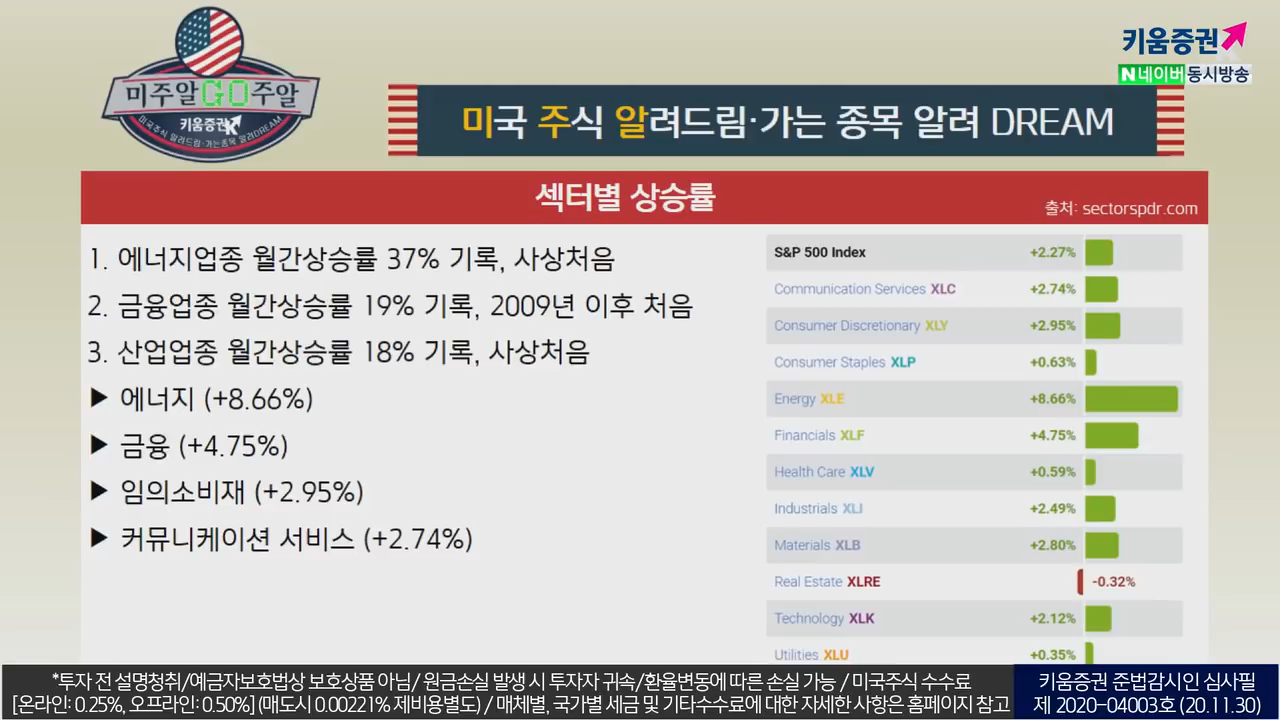 미주알GO주알
키움증권
미국주식 알려드림·가는종목 알려DREAM
키움증권
N 네이버 동시방송
미국 주식 알려드림·가는 종목 알려 DREAM
섹터별 상승률
출처: sectorspdr.com
1. 에너지업종 월간상승률 37% 기록, 사상처음
2. 금융업종 월간상승률 19% 기록, 2009년 이후 처음
3. 산업업종 월간상승률 18% 기록, 사상처음
▶ 에너지 (+8.66%)
▶ 금융 (+4.75%)
▶ 임의소비재 (+2.95%)
▶ 커뮤니케이션 서비스 (+2.74%)
S&P 500 Index +2.27%
Communication Services XLC +2.74%
Consumer Discretionary XLY +2.95%
Consumer Staples XLP +0.63%
Energy XLE +8.66%
Financials XLF +4.75%
Health Care XLV +0.59%
Industrials XLI +2.49%
Materials XLB +2.80%
Real Estate XLRE -0.32%
Technology XLK +2.12%
Utilities XLU +0.35%
*투자 전 설명청취/예금자보호법상 보호상품 아님/ 원금손실 발생 시 투자자 귀속/환율변동에 따른 손실 가능 / 미국주식 수수료
[온라인: 0.25%, 오프라인: 0.50%] (매도시 0.00221% 제비용별도) / 매체별, 국가별 세금 및 기타수수료에 대한 자세한 사항은 홈페이지 참고
키움증권 준법감시인 심사필
제 2020-04003호 (20.11.30)